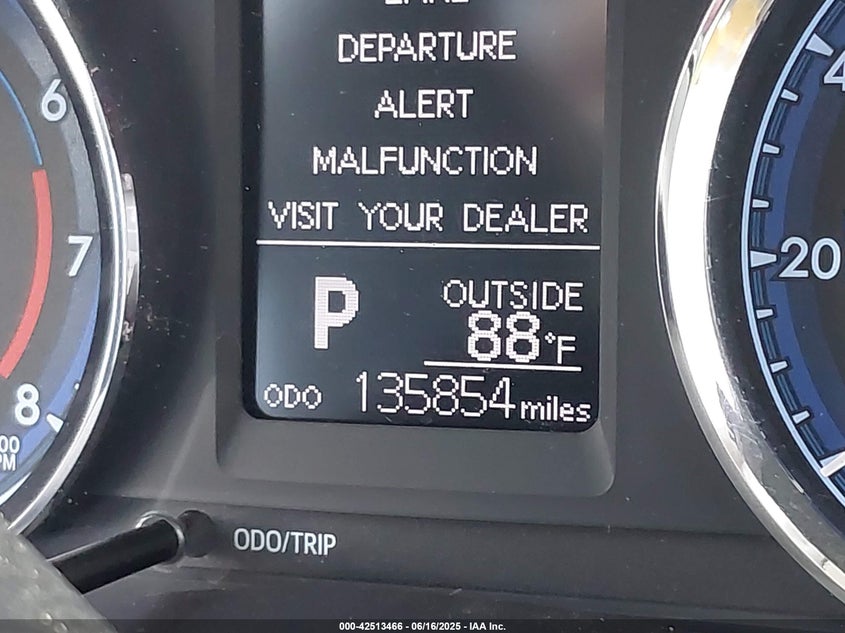 DEPARTURE
ALERT
MALFUNCTION
VISIT YOUR DEALER
P
OUTSIDE
88°F
ODO 135854 miles
6
7
8
20
ODO/TRIP
000-42513466 - 06/16/2025 - IAA Inc.